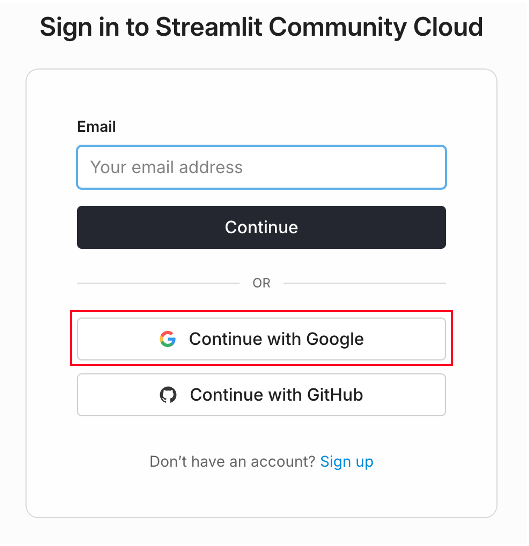 Sign in to Streamlit Community Cloud
Email
Your email address
Continue
OR
Continue with Google
Continue with GitHub
Don’t have an account? Sign up